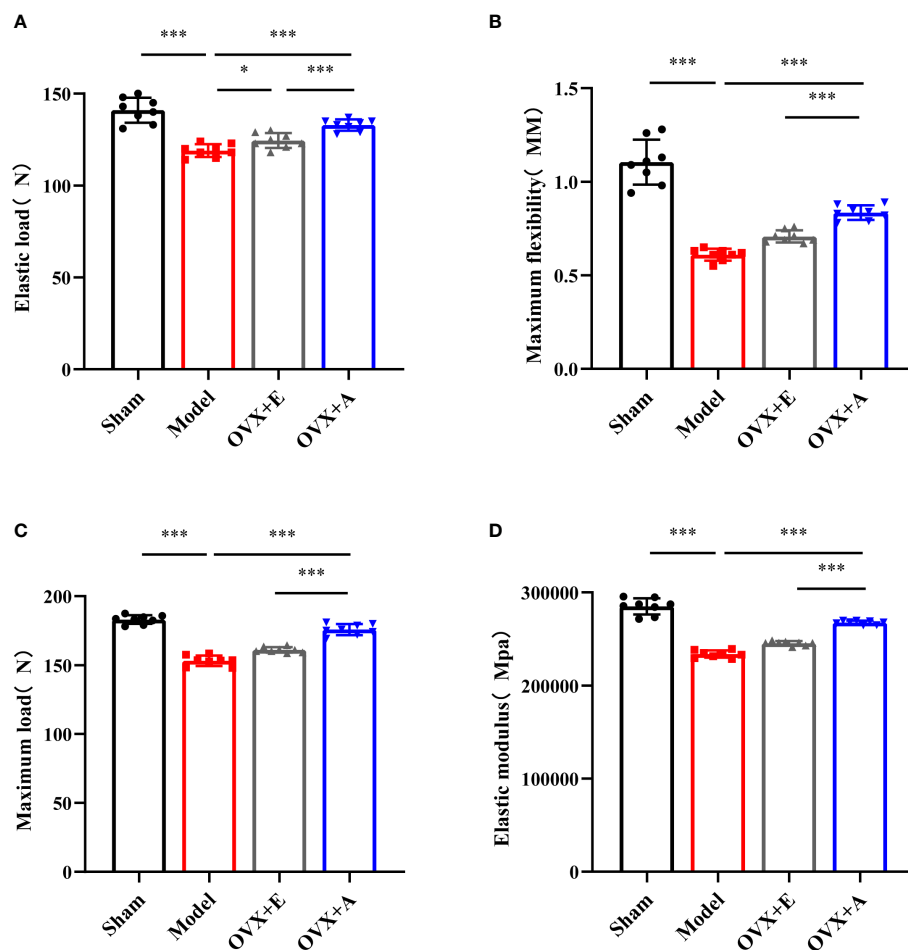 A
***
***
*
***
Elastic load( N)
150
100
50
0
Sham
Model
OVX+E
OVX+A
B
***
***
***
Maximum flexibility( MM)
1.5
1.0
0.5
0.0
Sham
Model
OVX+E
OVX+A
C
***
***
***
Maximum load( N)
200
150
100
50
0
Sham
Model
OVX+E
OVX+A
D
***
***
***
Elastic modulus( Mpa)
300000
200000
100000
0
Sham
Model
OVX+E
OVX+A